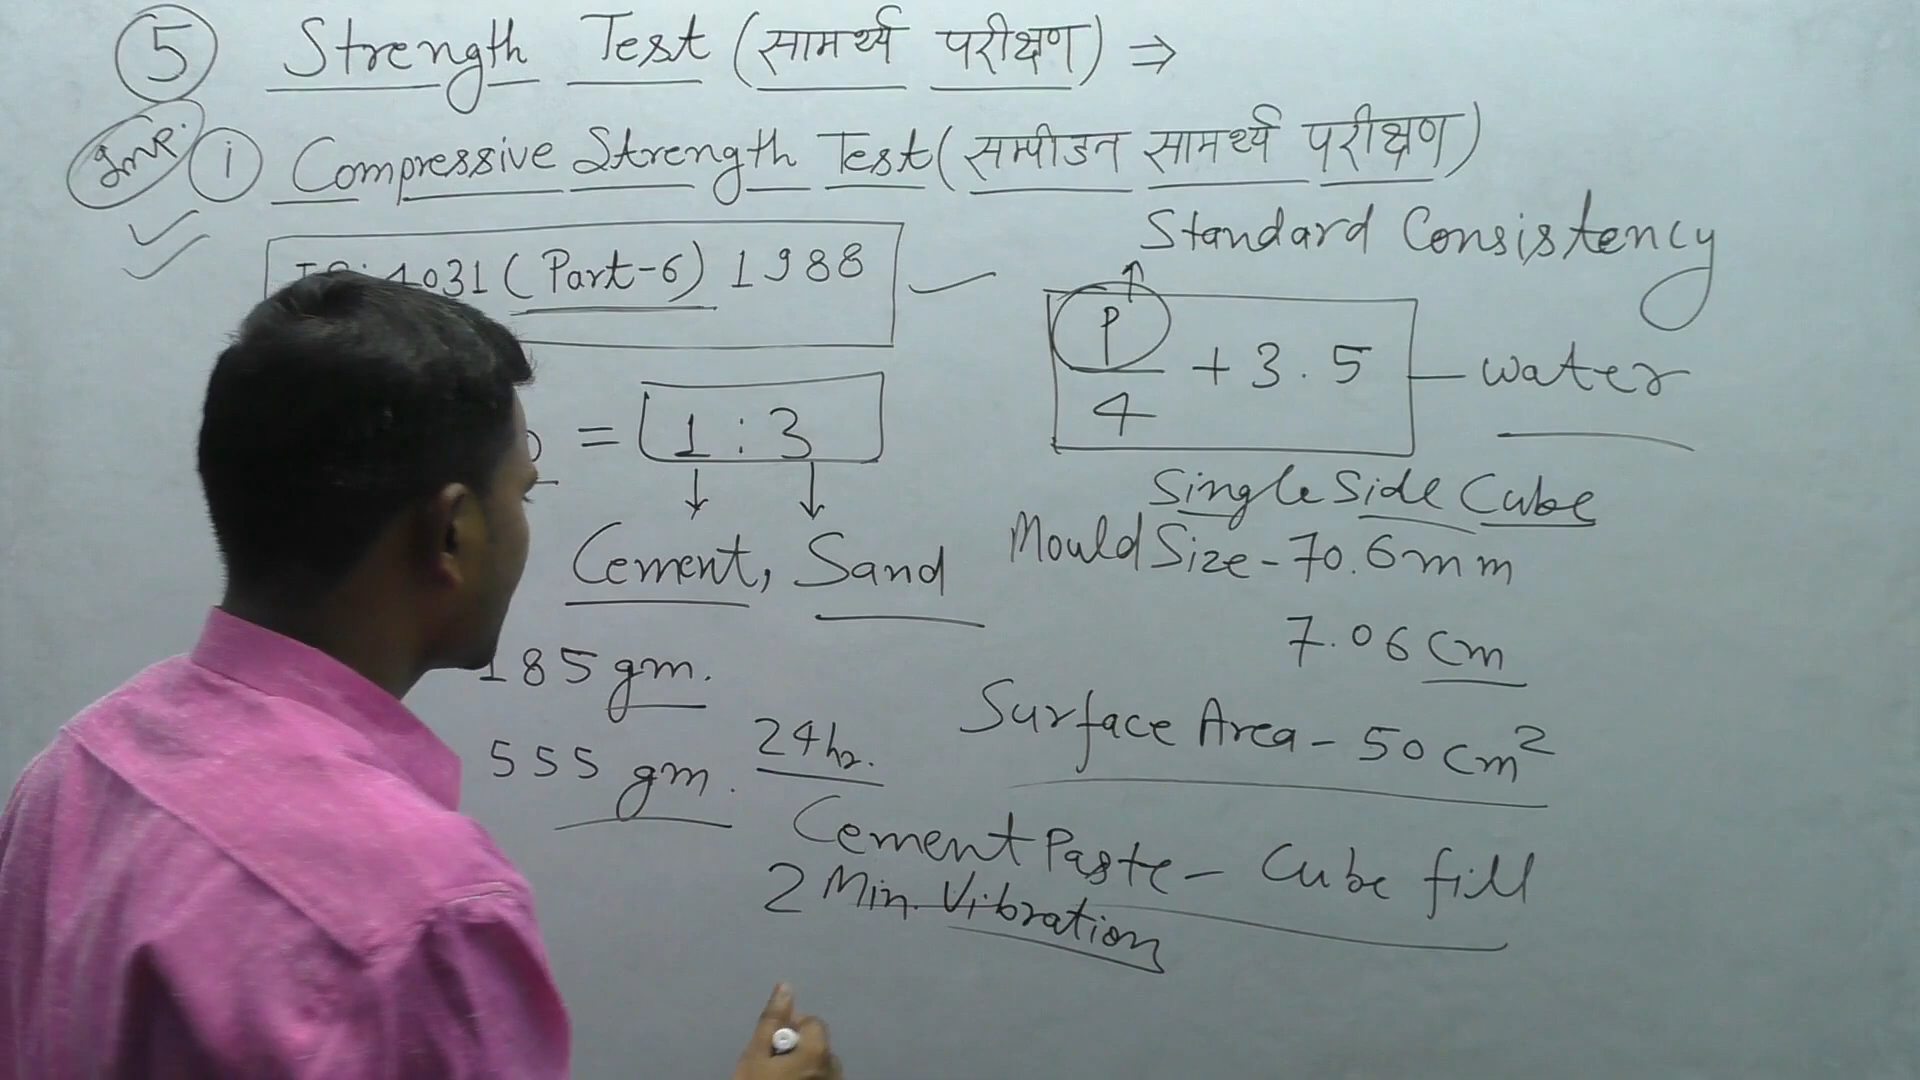 5 Strength Test (सामर्थ्य परीक्षण) ⇒
Imp. i Compressive Strength Test (सम्पीडन सामर्थ्य परीक्षण)
4031 (Part-6) 1988
= 1 : 3
Cement, Sand
185 gm.
555 gm.
24 hr.
Standard Consistency
P/4 + 3.5 - water
Single Side Cube
Mould Size - 70.6 mm
7.06 cm
Surface Area - 50 cm²
Cement Paste - Cube fill
2 Min. Vibration